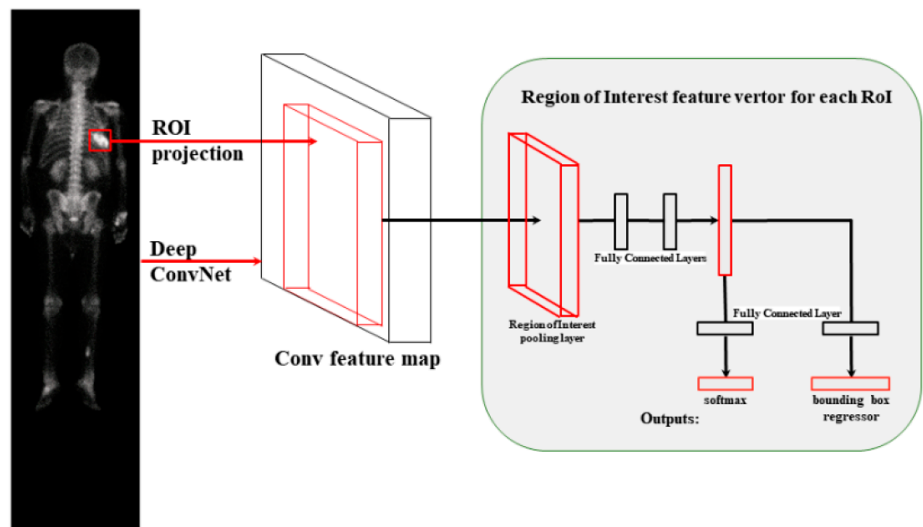 Region of Interest feature vertor for each RoI
ROI
projection
Deep
ConvNet
Conv feature map
Region of Interest
pooling layer
Fully Connected Layers
Fully Connected Layer
softmax
bounding box
regressor
Outputs: